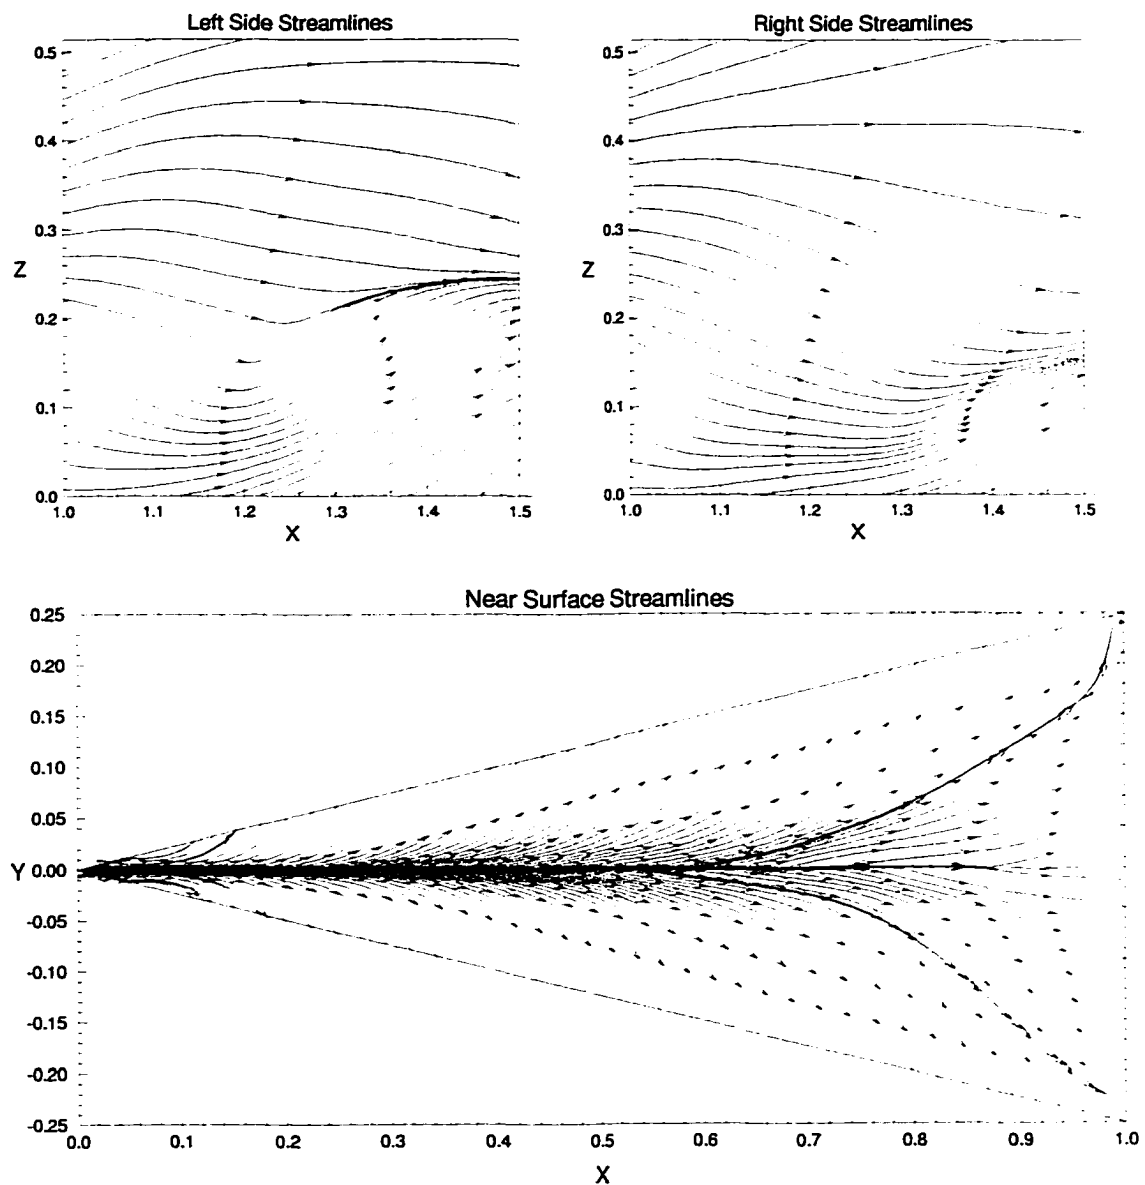 Left Side Streamlines
0.5
0.4
0.3
Z
0.2
0.1
0.0
1.0 1.1 1.2 1.3 1.4 1.5
X
Right Side Streamlines
0.5
0.4
0.3
Z
0.2
0.1
0.0
1.0 1.1 1.2 1.3 1.4 1.5
X
Near Surface Streamlines
0.25
0.20
0.15
0.10
0.05
Y 0.00
-0.05
-0.10
-0.15
-0.20
-0.25
0.0 0.1 0.2 0.3 0.4 0.5 0.6 0.7 0.8 0.9 1.0
X